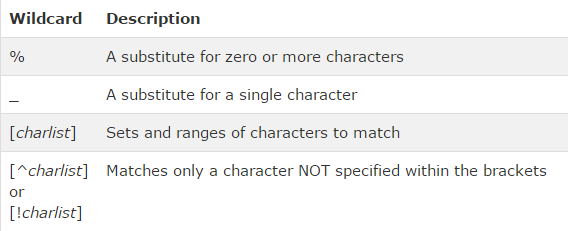 Wildcard Description
% A substitute for zero or more characters
_ A substitute for a single character
[charlist] Sets and ranges of characters to match
[^charlist] Matches only a character NOT specified within the brackets
or
[!charlist]